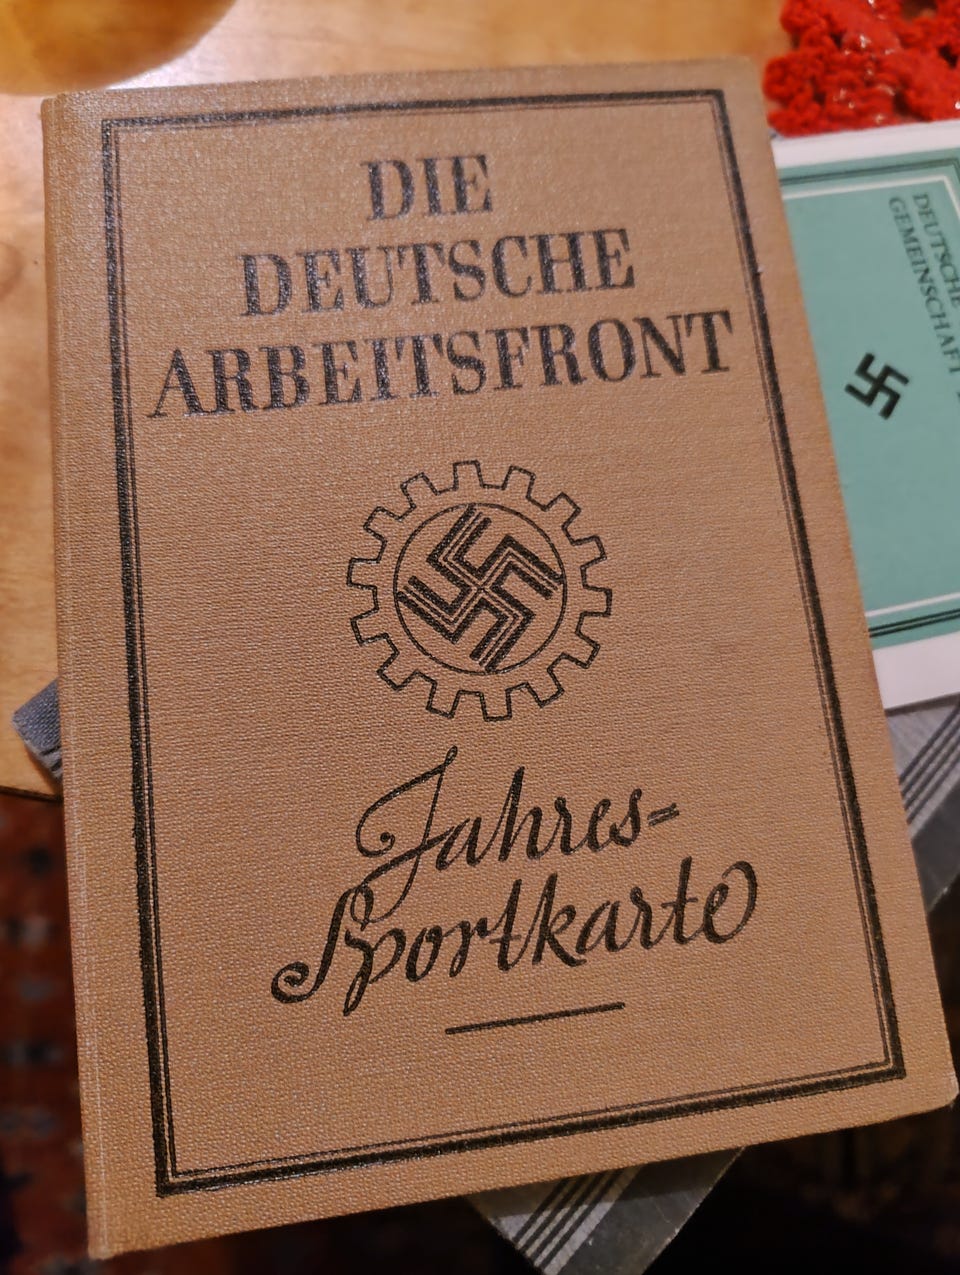 DIE
DEUTSCHE
ARBEITSFRONT
Jahres=
Sportkarte
DEUTSCHE
GEMEINSCHAFT